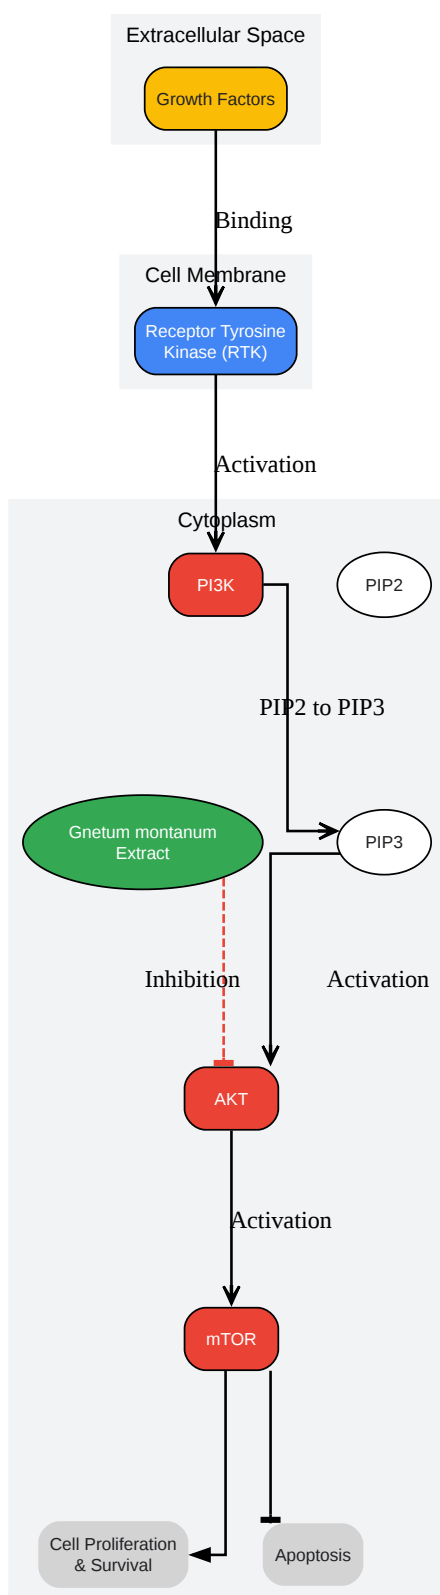 Extracellular Space
Growth Factors
Binding
Cell Membrane
Receptor Tyrosine
Kinase (RTK)
Activation
Cytoplasm
PI3K
PIP2
PIP2 to PIP3
Gnetum montanum
Extract
PIP3
Inhibition
Activation
AKT
Activation
mTOR
Cell Proliferation
& Survival
Apoptosis